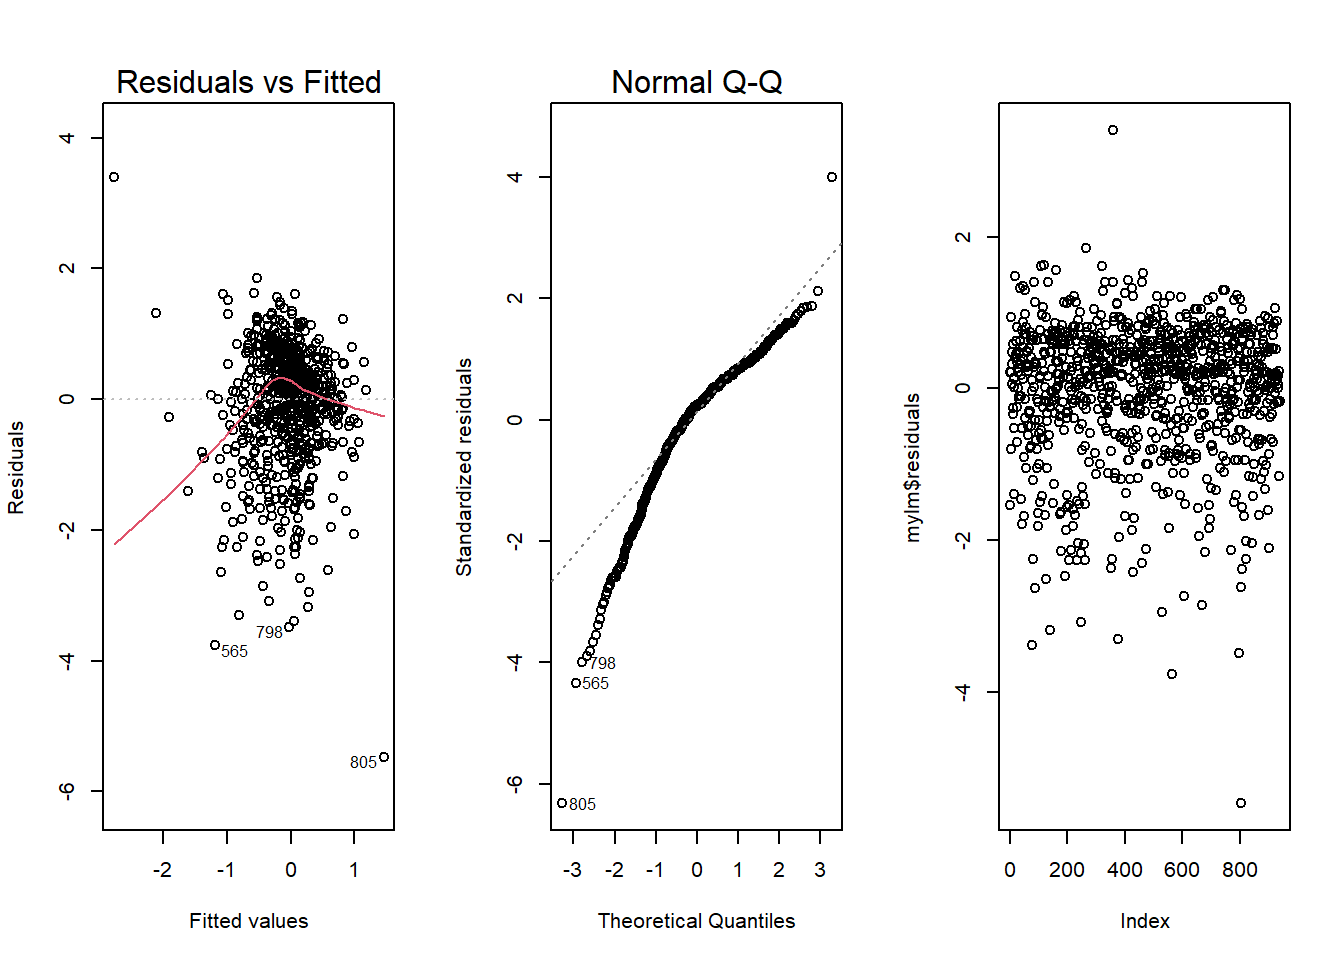 Residuals vs Fitted
Residuals
4
2
0
-2
-4
-6
798
565
805
-2 -1 0 1
Fitted values
Normal Q-Q
Standardized residuals
4
2
0
-2
-4
-6
798
565
805
-3 -2 -1 0 1 2 3
Theoretical Quantiles
mylm$residuals
2
0
-2
-4
0 200 400 600 800
Index